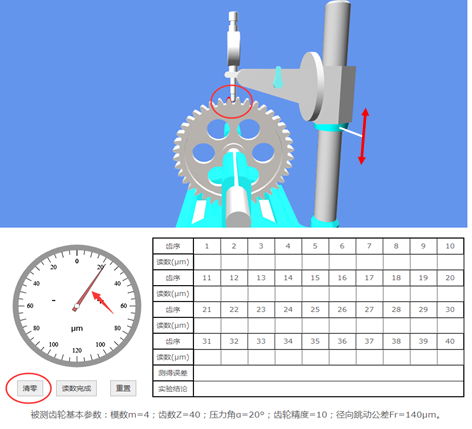 20 0 20
40 40
60 - 60
80 80
μm
100 100
120 120
清零 读数完成 重置
齿序 1 2 3 4 5 6 7 8 9 10
读数(μm)
齿序 11 12 13 14 15 16 17 18 19 20
读数(μm)
齿序 21 22 23 24 25 26 27 28 29 30
读数(μm)
齿序 31 32 33 34 35 36 37 38 39 40
读数(μm)
测得误差
实验结论
被测齿轮基本参数：模数m=4；齿数Z=40；压力角α=20°；齿轮精度=10；径向跳动公差Fr=140μm。